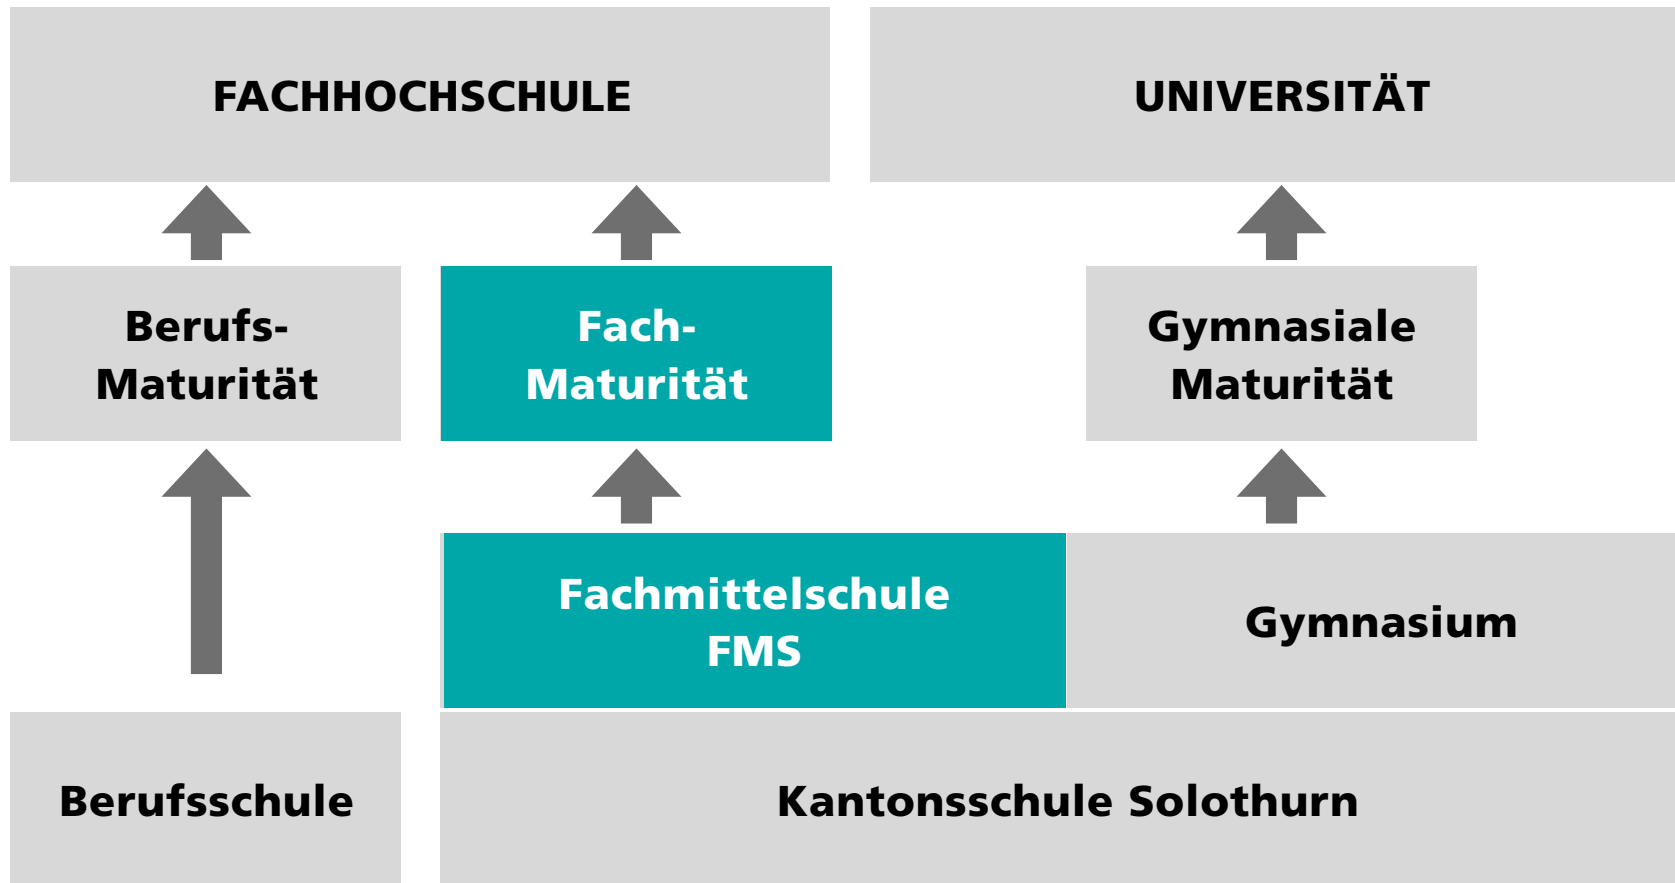 FACHHOCHSCHULE
UNIVERSITÄT
Berufs-
Maturität
Fach-
Maturität
Gymnasiale
Maturität
Fachmittelschule
FMS
Gymnasium
Berufsschule
Kantonsschule Solothurn